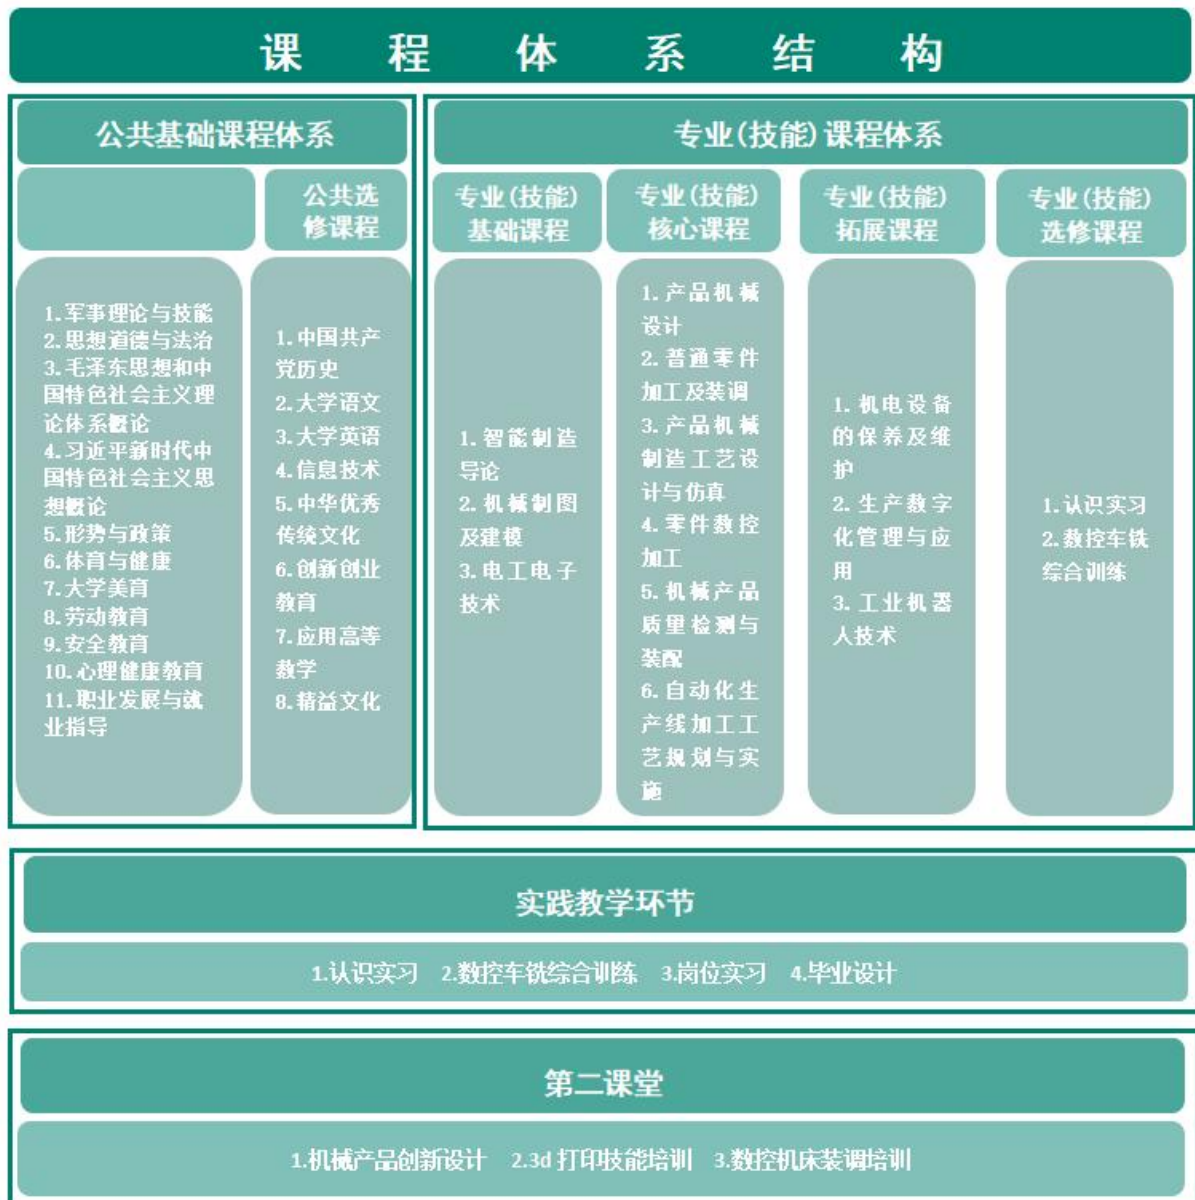 课程体系结构
公共基础课程体系
公共选
修课程
1.军事理论与技能
2.思想道德与法治
3.毛泽东思想和中
国特色社会主义理
论体系概论
4.习近平新时代中
国特色社会主义思
想概论
5.形势与政策
6.体育与健康
7.大学美育
8.劳动教育
9.安全教育
10.心理健康教育
11.职业发展与就
业指导
1.中国共产
党历史
2.大学语文
3.大学英语
4.信息技术
5.中华优秀
传统文化
6.创新创业
教育
7.应用高等
数学
8.精益文化
专业(技能)课程体系
专业(技能)
基础课程
专业(技能)
核心课程
专业(技能)
拓展课程
专业(技能)
选修课程
1.智能制造
导论
2.机械制图
及建模
3.电工电子
技术
1.产品机械
设计
2.普通零件
加工及装调
3.产品机械
制造工艺设
计与仿真
4.零件数控
加工
5.机械产品
质量检测与
装配
6.自动化生
产线加工工
艺规划与实
施
1.机电设备
的保养及维
护
2.生产数字
化管理与应
用
3.工业机器
人技术
1.认识实习
2.数控车铣
综合训练
实践教学环节
1.认识实习 2.数控车铣综合训练 3.岗位实习 4.毕业设计
第二课堂
1.机械产品创新设计 2.3d 打印技能培训 3.数控机床装调培训